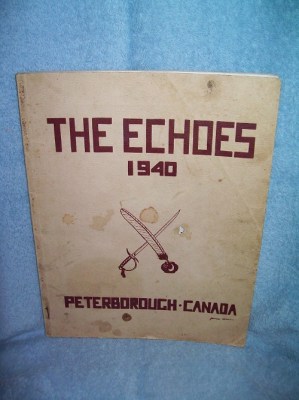 THE ECHOES
1940
PETERBOROUGH·CANADA